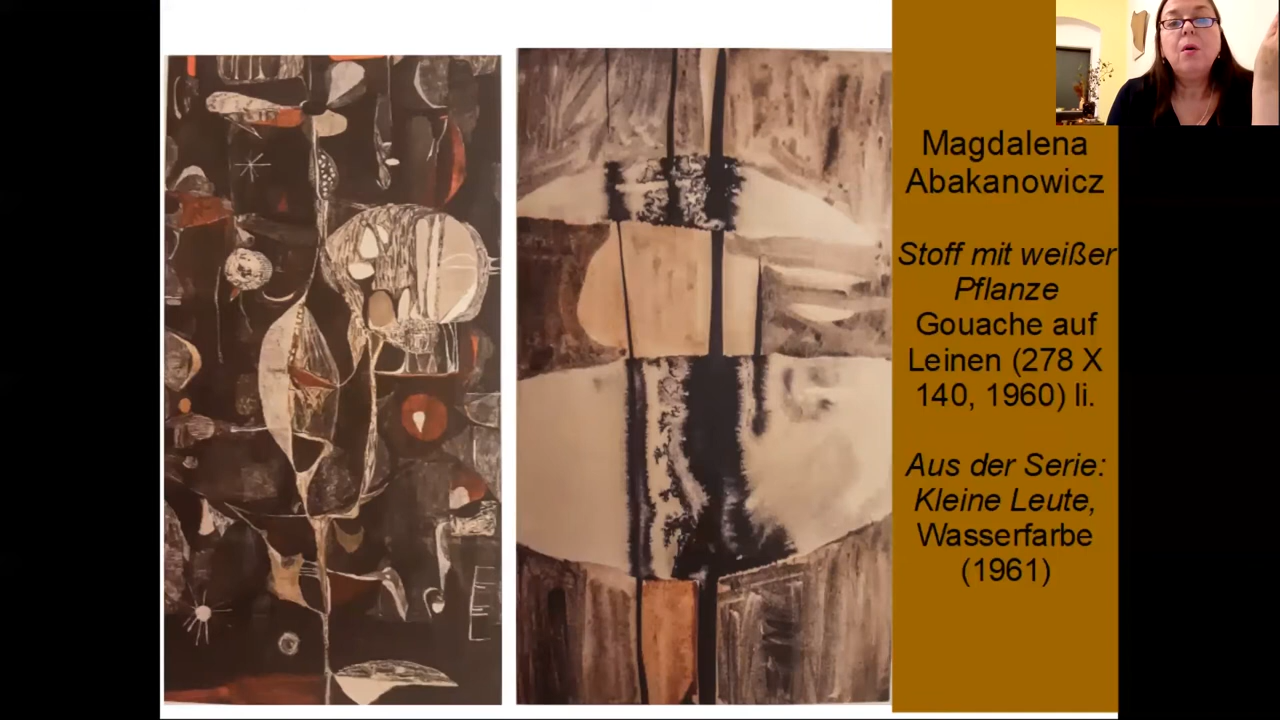 Magdalena
Abakanowicz
Stoff mit weißer
Pflanze
Gouache auf
Leinen (278 X
140, 1960) li.
Aus der Serie:
Kleine Leute,
Wasserfarbe
(1961)